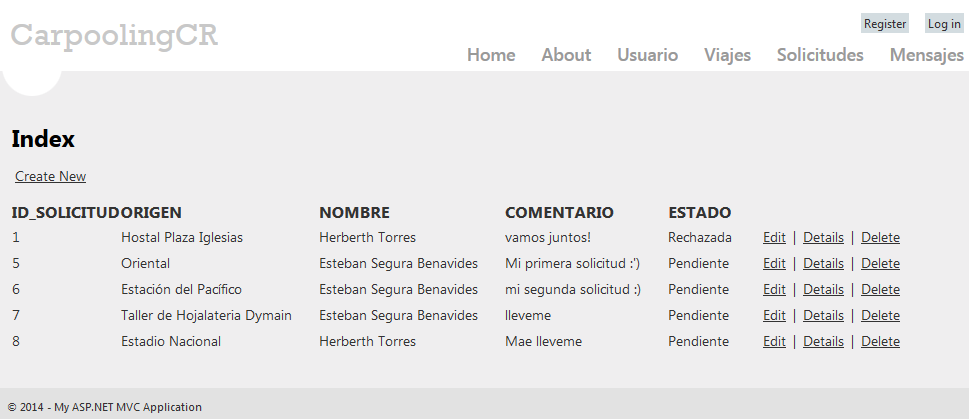 CarpoolingCR
Register Log in
Home About Usuario Viajes Solicitudes Mensajes
Index
Create New
ID_SOLICITUD ORIGEN NOMBRE COMENTARIO ESTADO
1 Hostal Plaza Iglesias Herberth Torres vamos juntos! Rechazada Edit | Details | Delete
5 Oriental Esteban Segura Benavides Mi primera solicitud :') Pendiente Edit | Details | Delete
6 Estación del Pacífico Esteban Segura Benavides mi segunda solicitud :) Pendiente Edit | Details | Delete
7 Taller de Hojalateria Dymain Esteban Segura Benavides lleveme Pendiente Edit | Details | Delete
8 Estadio Nacional Herberth Torres Mae lleveme Pendiente Edit | Details | Delete
© 2014 - My ASP.NET MVC Application